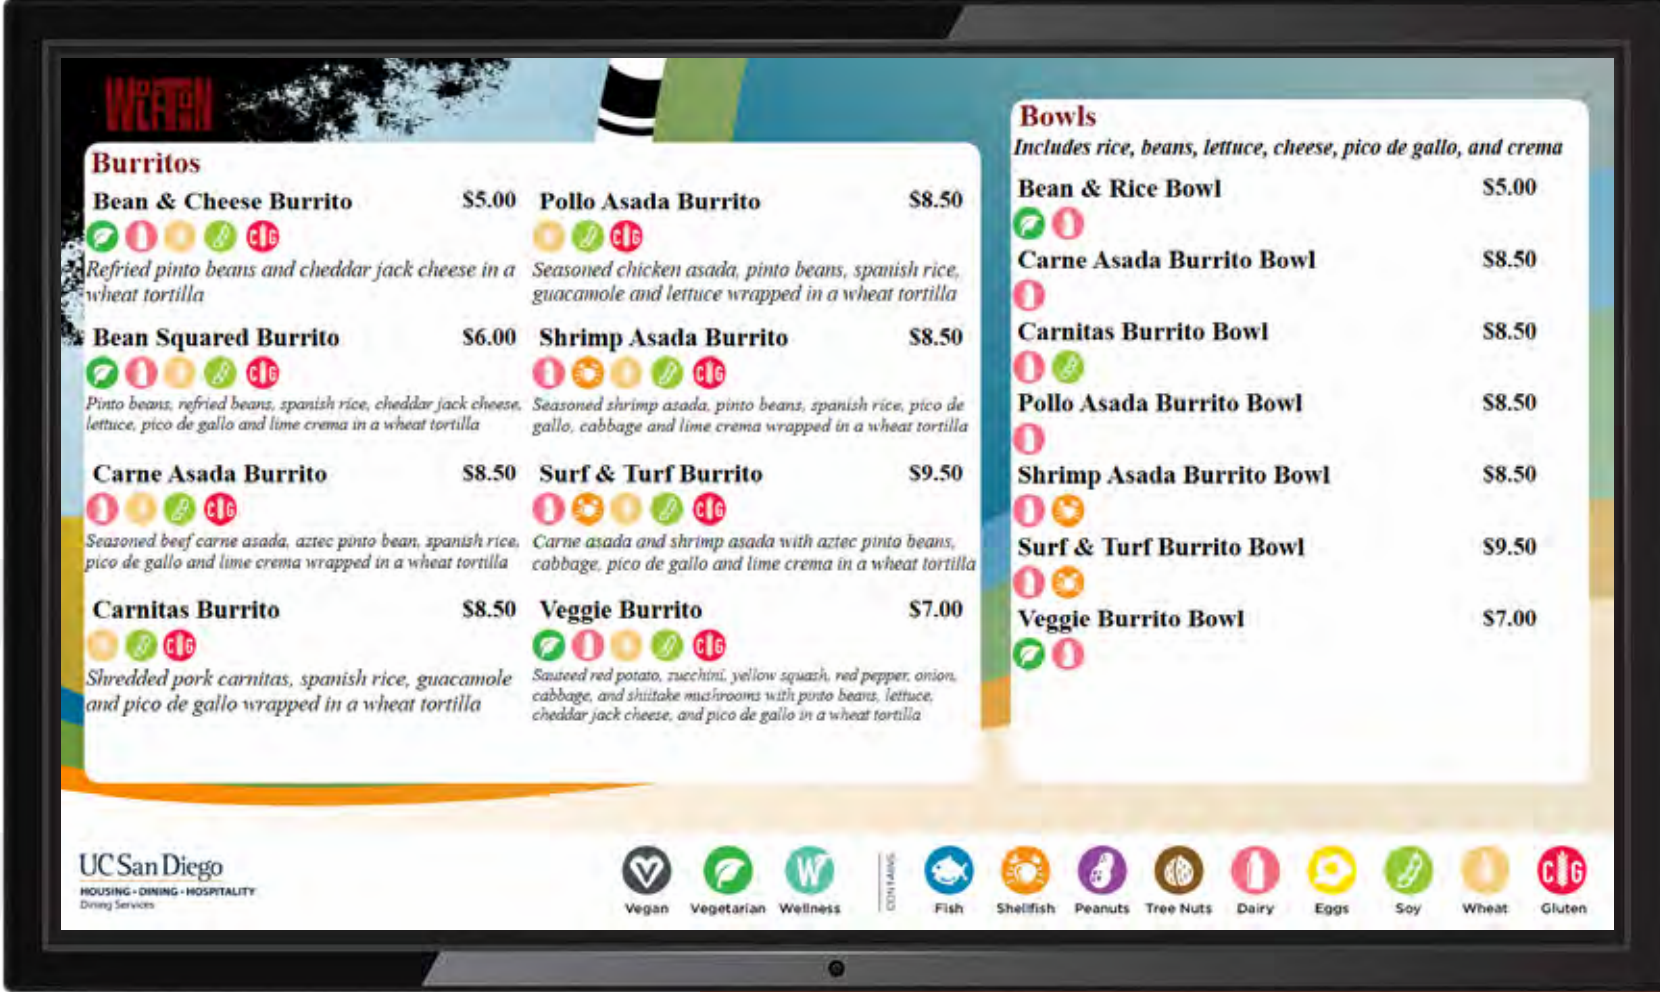 WOLFTOWN
Burritos
Bean & Cheese Burrito $5.00
CG
Refried pinto beans and cheddar jack cheese in a
wheat tortilla
Bean Squared Burrito $6.00
CG
Pinto beans, refried beans, spanish rice, cheddar jack cheese,
lettuce, pico de gallo and lime crema in a wheat tortilla
Carne Asada Burrito $8.50
CG
Seasoned beef carne asada, aztec pinto bean, spanish rice,
pico de gallo and lime crema wrapped in a wheat tortilla
Carnitas Burrito $8.50
CG
Shredded pork carnitas, spanish rice, guacamole
and pico de gallo wrapped in a wheat tortilla
Pollo Asada Burrito $8.50
CG
Seasoned chicken asada, pinto beans, spanish rice,
guacamole and lettuce wrapped in a wheat tortilla
Shrimp Asada Burrito $8.50
CG
Seasoned shrimp asada, pinto beans, spanish rice, pico de
gallo, cabbage and lime crema wrapped in a wheat tortilla
Surf & Turf Burrito $9.50
CG
Carne asada and shrimp asada with aztec pinto beans,
cabbage, pico de gallo and lime crema in a wheat tortilla
Veggie Burrito $7.00
CG
Sauteed red potato, zucchini, yellow squash, red pepper, onion,
cabbage, and shiitake mushrooms with pinto beans, lettuce,
cheddar jack cheese, and pico de gallo in a wheat tortilla
Bowls
Includes rice, beans, lettuce, cheese, pico de gallo, and crema
Bean & Rice Bowl $5.00
Carne Asada Burrito Bowl $8.50
Carnitas Burrito Bowl $8.50
Pollo Asada Burrito Bowl $8.50
Shrimp Asada Burrito Bowl $8.50
Surf & Turf Burrito Bowl $9.50
Veggie Burrito Bowl $7.00
UC San Diego
HOUSING • DINING • HOSPITALITY
Dining Services
V W CG
Vegan Vegetarian Wellness CONTAINS Fish Shellfish Peanuts Tree Nuts Dairy Eggs Soy Wheat Gluten